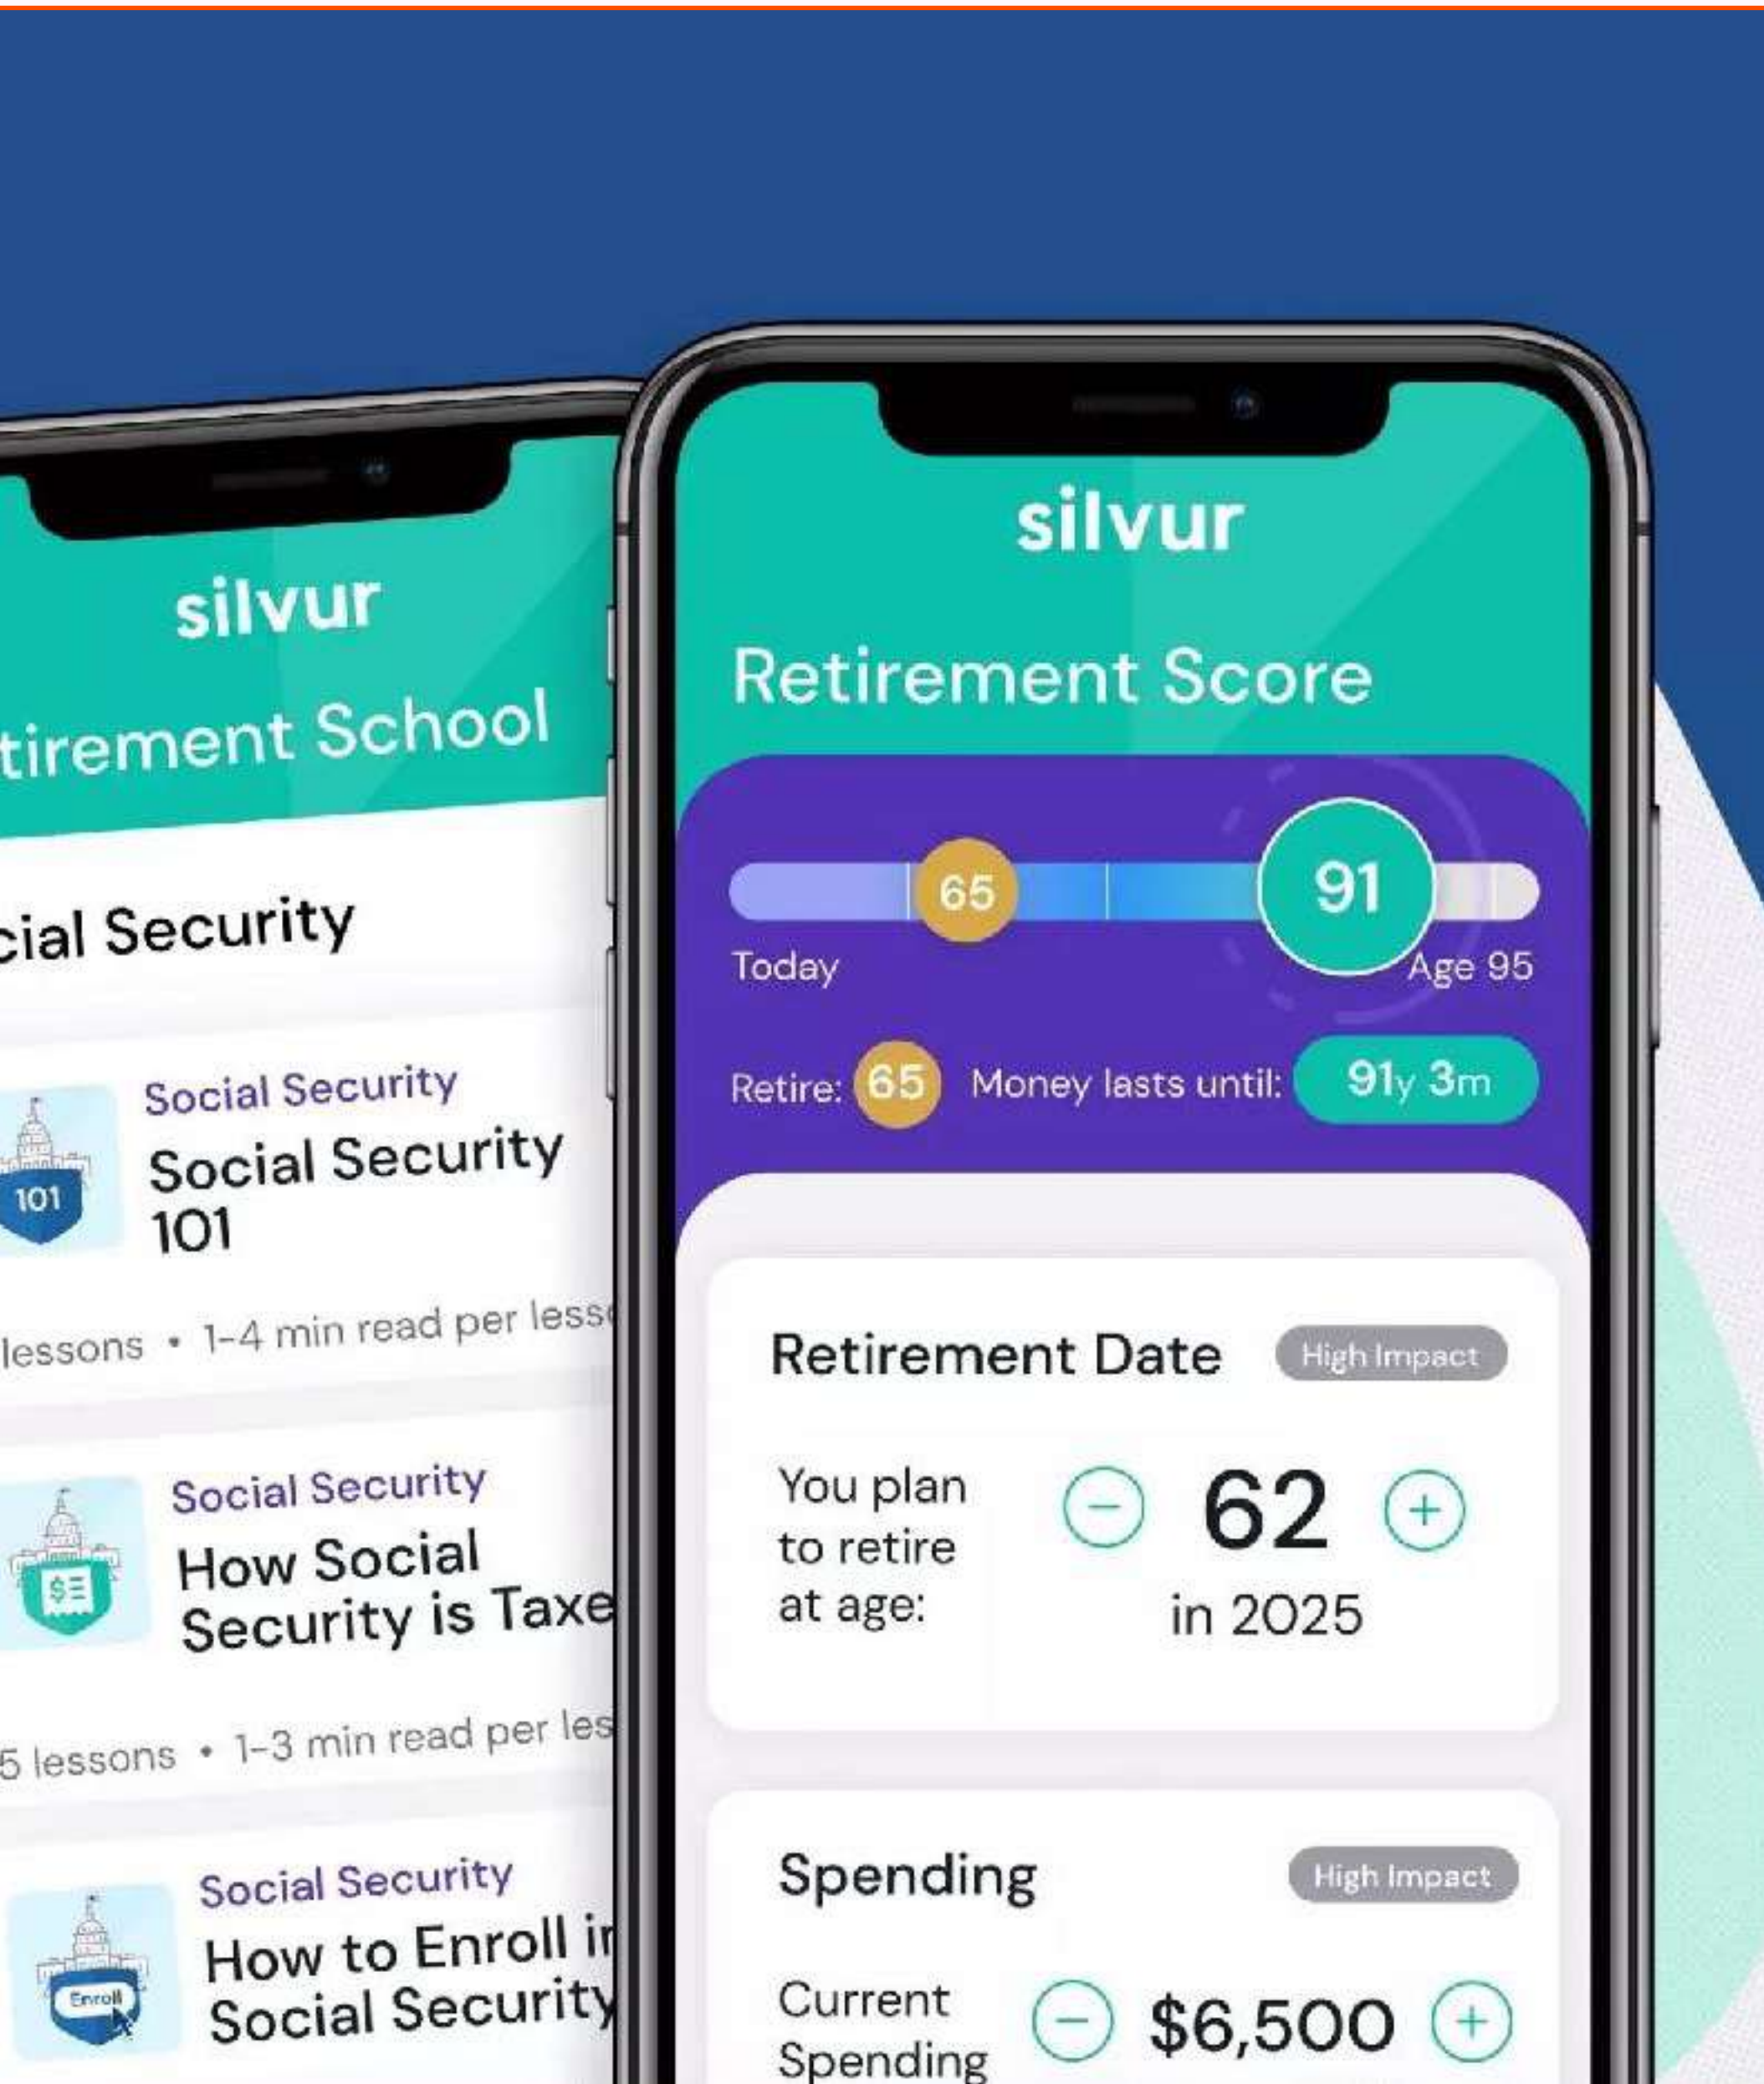 silvur
tirement School
cial Security
101
Social Security
Social Security
101
lessons • 1-4 min read per less
$
Social Security
How Social
Security is Taxe
5 lessons • 1-3 min read per les
Enroll
Social Security
How to Enroll in
Social Security
silvur
Retirement Score
65
91
Today
Age 95
Retire: 65 Money lasts until: 91y 3m
Retirement Date High Impact
You plan
to retire
at age:
− 62 +
in 2025
Spending High Impact
Current
Spending
− $6,500 +